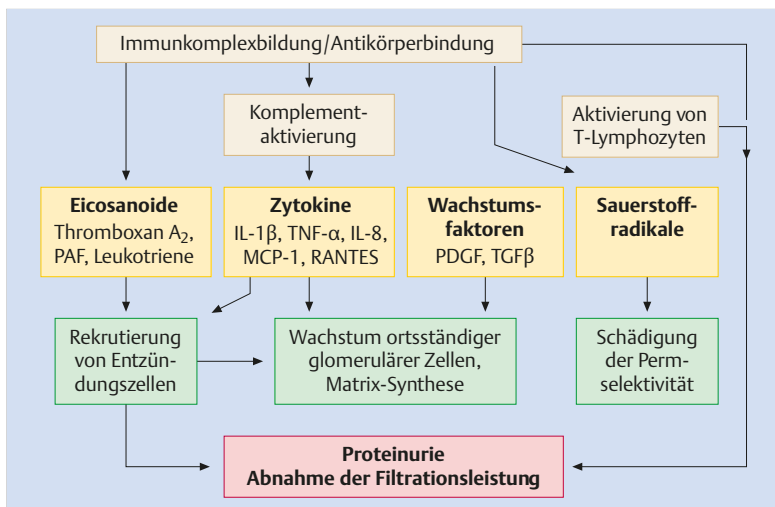 Immunkomplexbildung/Antikörperbindung
Komplement-
aktivierung
Aktivierung von
T-Lymphozyten
Eicosanoide
Thromboxan A₂,
PAF, Leukotriene
Zytokine
IL-1β, TNF-α, IL-8,
MCP-1, RANTES
Wachstums-
faktoren
PDGF, TGFβ
Sauerstoff-
radikale
Rekrutierung
von Entzün-
dungszellen
Wachstum ortsständiger
glomerulärer Zellen,
Matrix-Synthese
Schädigung
der Perm-
selektivität
Proteinurie
Abnahme der Filtrationsleistung